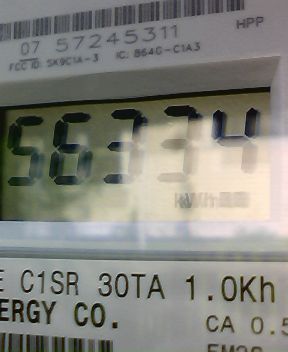 HPP
07 57245311
FCC ID: SK9C1A-3 IC: 864G-C1A3
56334
kWh
E C1SR 30TA 1.0Kh
ERGY CO.
CA 0.5